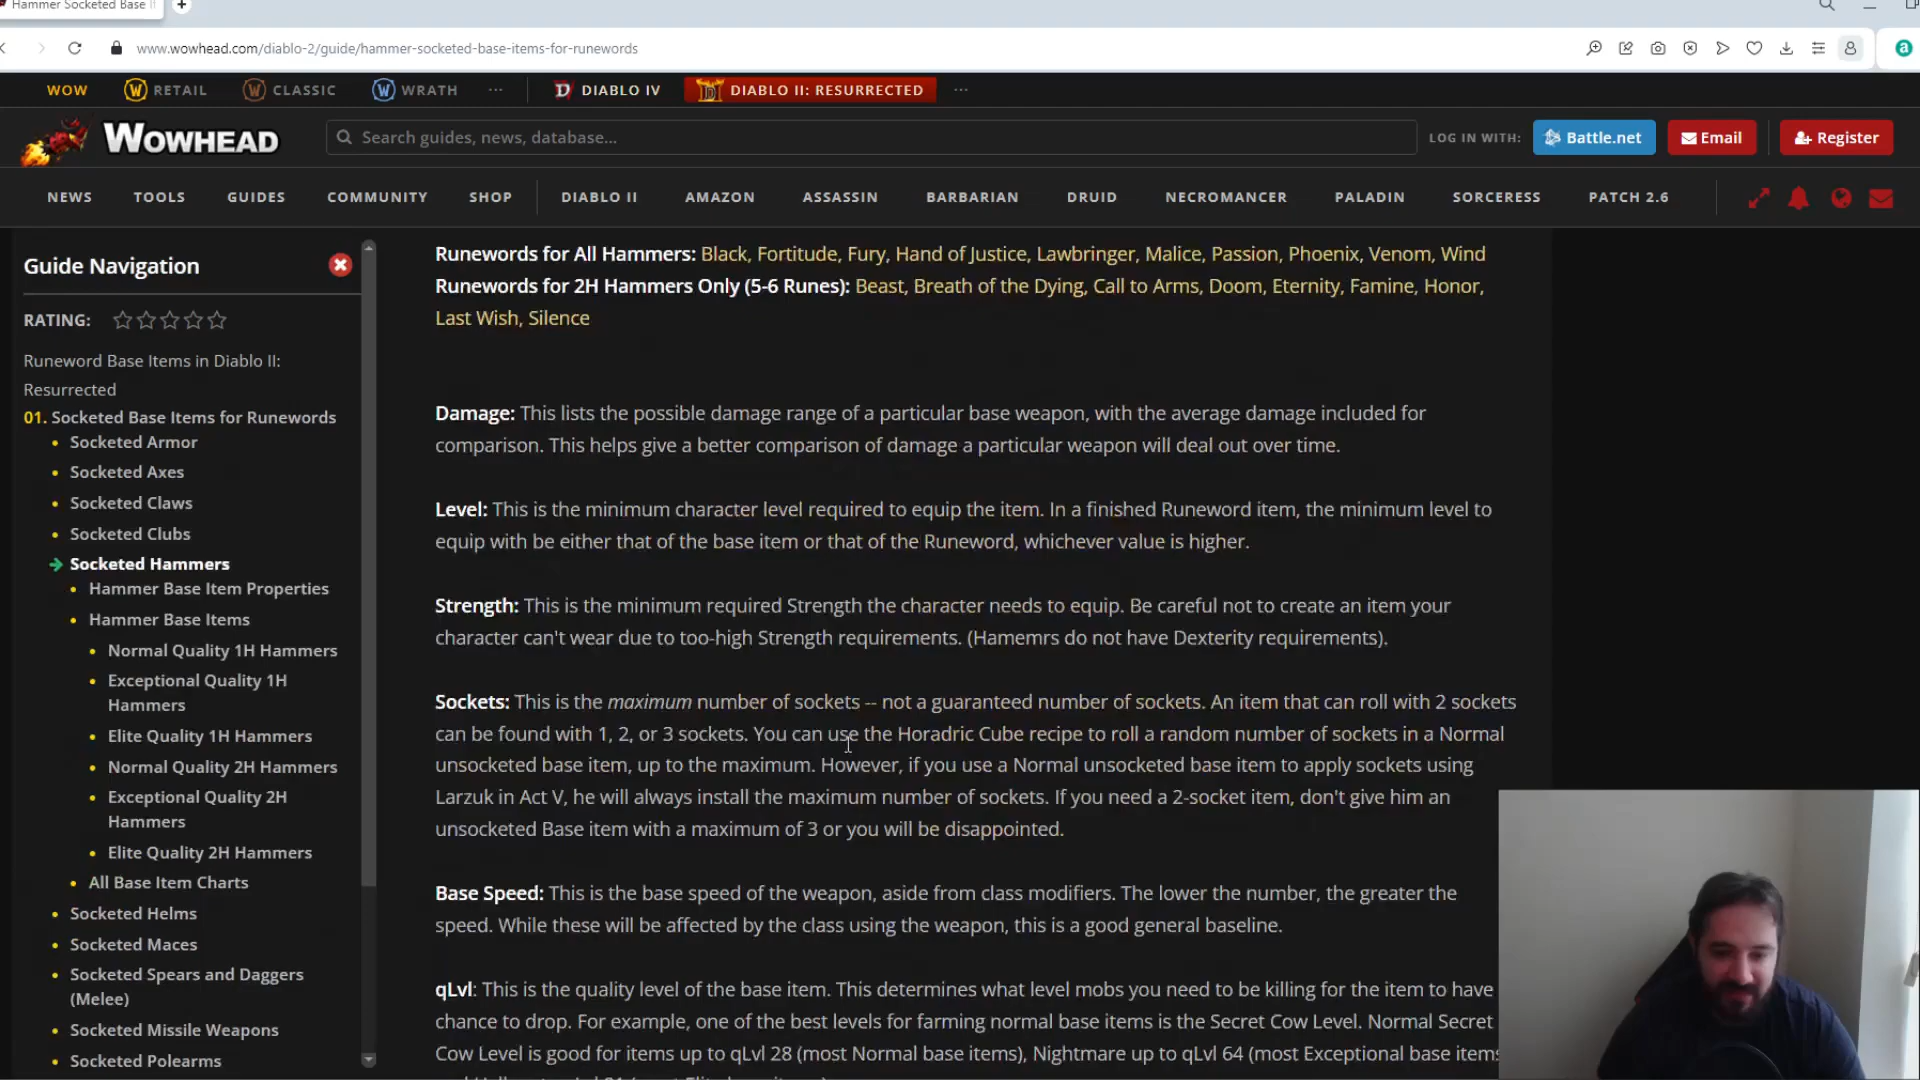 Hammer Socketed Base I
www.wowhead.com/diablo-2/guide/hammer-socketed-base-items-for-runewords
WOW RETAIL CLASSIC WRATH ... DIABLO IV DIABLO II: RESURRECTED ...
WOWHEAD Search guides, news, database... LOG IN WITH: Battle.net Email Register
NEWS TOOLS GUIDES COMMUNITY SHOP DIABLO II AMAZON ASSASSIN BARBARIAN DRUID NECROMANCER PALADIN SORCERESS PATCH 2.6
Guide Navigation
RATING:
Runeword Base Items in Diablo II:
Resurrected
01. Socketed Base Items for Runewords
Socketed Armor
Socketed Axes
Socketed Claws
Socketed Clubs
Socketed Hammers
Hammer Base Item Properties
Hammer Base Items
Normal Quality 1H Hammers
Exceptional Quality 1H
Hammers
Elite Quality 1H Hammers
Normal Quality 2H Hammers
Exceptional Quality 2H
Hammers
Elite Quality 2H Hammers
All Base Item Charts
Socketed Helms
Socketed Maces
Socketed Spears and Daggers
(Melee)
Socketed Missile Weapons
Socketed Polearms
Runewords for All Hammers: Black, Fortitude, Fury, Hand of Justice, Lawbringer, Malice, Passion, Phoenix, Venom, Wind
Runewords for 2H Hammers Only (5-6 Runes): Beast, Breath of the Dying, Call to Arms, Doom, Eternity, Famine, Honor,
Last Wish, Silence
Damage: This lists the possible damage range of a particular base weapon, with the average damage included for
comparison. This helps give a better comparison of damage a particular weapon will deal out over time.
Level: This is the minimum character level required to equip the item. In a finished Runeword item, the minimum level to
equip with be either that of the base item or that of the Runeword, whichever value is higher.
Strength: This is the minimum required Strength the character needs to equip. Be careful not to create an item your
character can't wear due to too-high Strength requirements. (Hamemrs do not have Dexterity requirements).
Sockets: This is the maximum number of sockets -- not a guaranteed number of sockets. An item that can roll with 2 sockets
can be found with 1, 2, or 3 sockets. You can use the Horadric Cube recipe to roll a random number of sockets in a Normal
unsocketed base item, up to the maximum. However, if you use a Normal unsocketed base item to apply sockets using
Larzuk in Act V, he will always install the maximum number of sockets. If you need a 2-socket item, don't give him an
unsocketed Base item with a maximum of 3 or you will be disappointed.
Base Speed: This is the base speed of the weapon, aside from class modifiers. The lower the number, the greater the
speed. While these will be affected by the class using the weapon, this is a good general baseline.
qLvl: This is the quality level of the base item. This determines what level mobs you need to be killing for the item to have
chance to drop. For example, one of the best levels for farming normal base items is the Secret Cow Level. Normal Secret
Cow Level is good for items up to qLvl 28 (most Normal base items), Nightmare up to qLvl 64 (most Exceptional base items